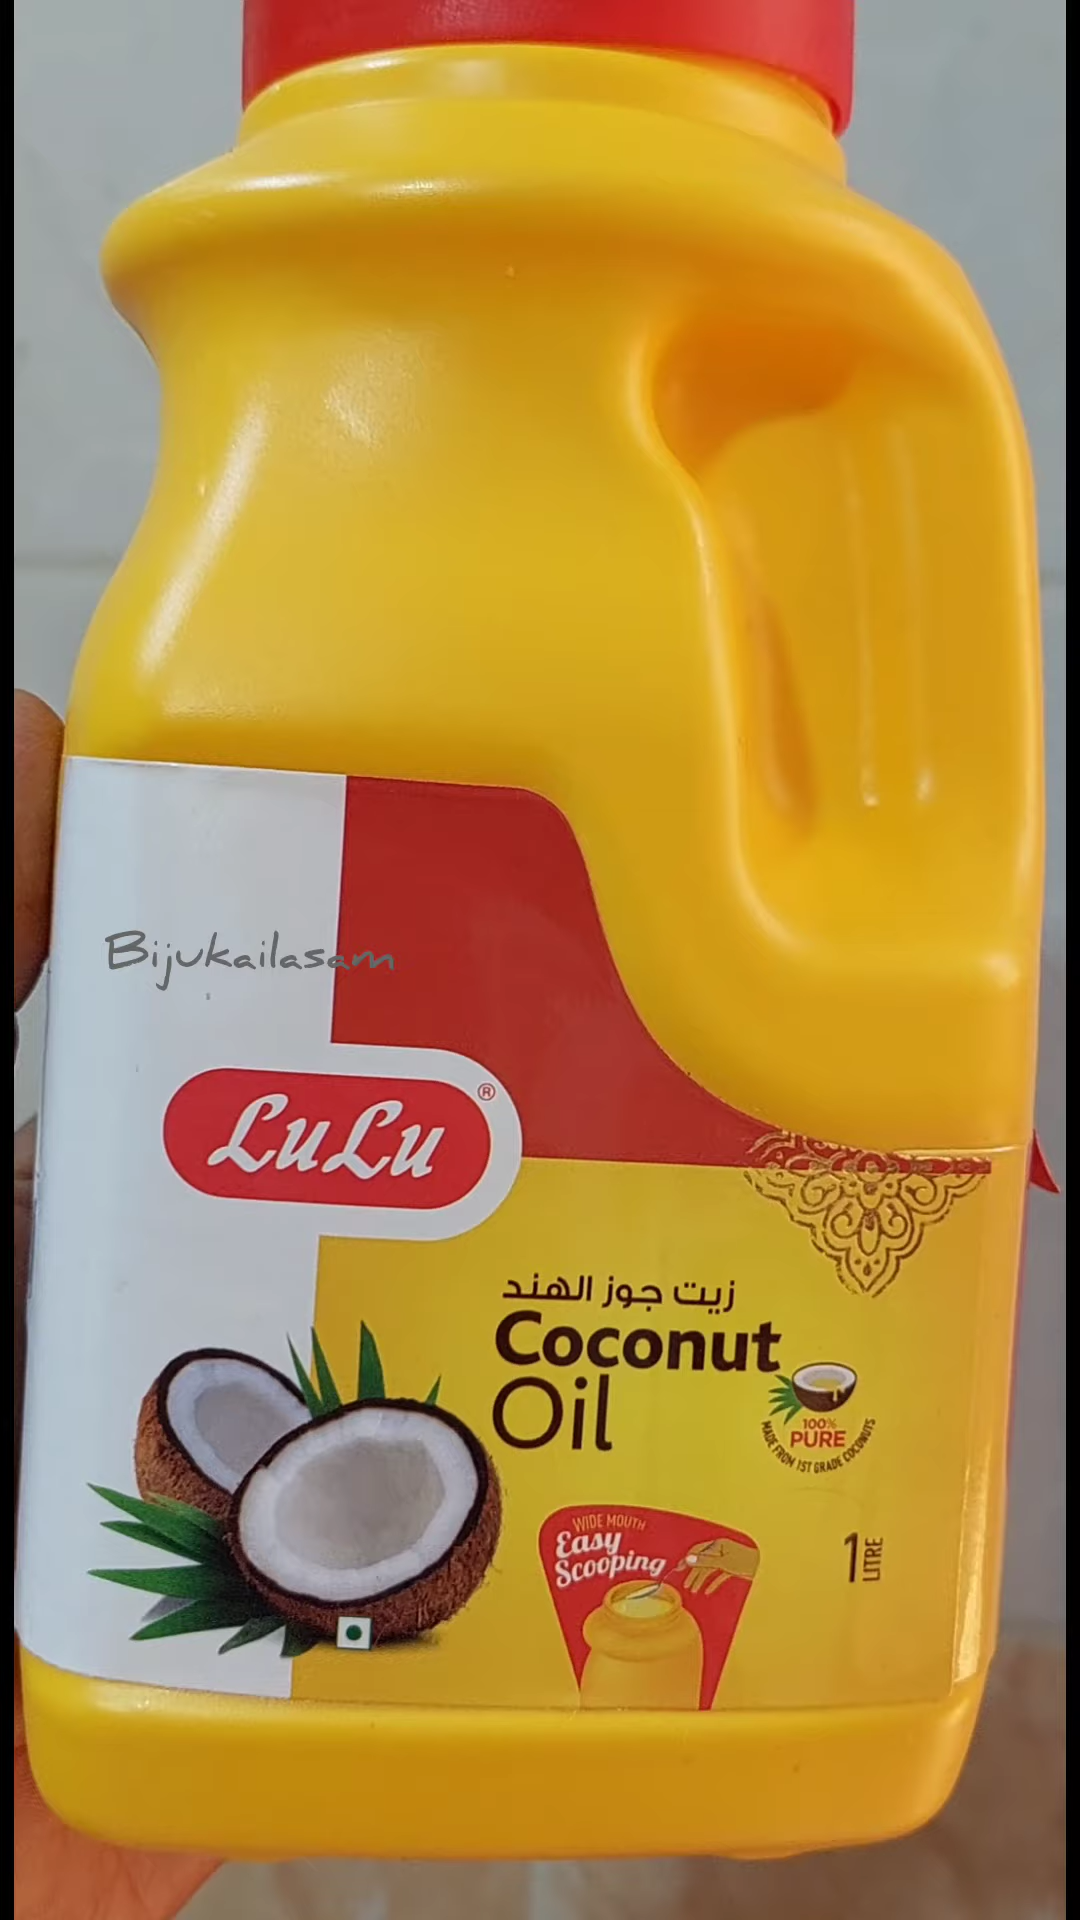 Bijukailasam
LuLu®
زيت جوز الهند
Coconut
Oil
100%
PURE
MADE FROM 1ST GRADE COCONUTS
WIDE MOUTH
Easy
Scooping
1 LITRE